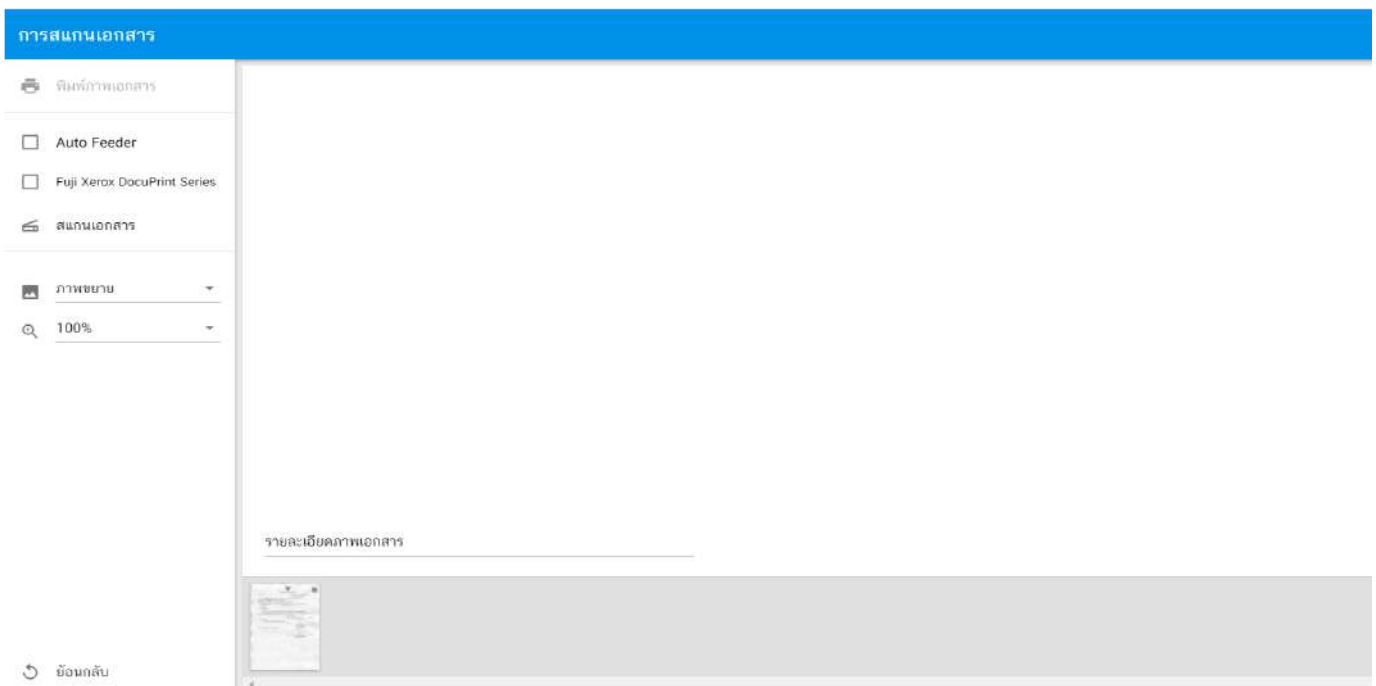 การสแกนเอกสาร
พิมพ์ภาพเอกสาร
Auto Feeder
Fuji Xerox DocuPrint Series
สแกนเอกสาร
ภาพขยาย
100%
รายละเอียดภาพเอกสาร
ย้อนกลับ